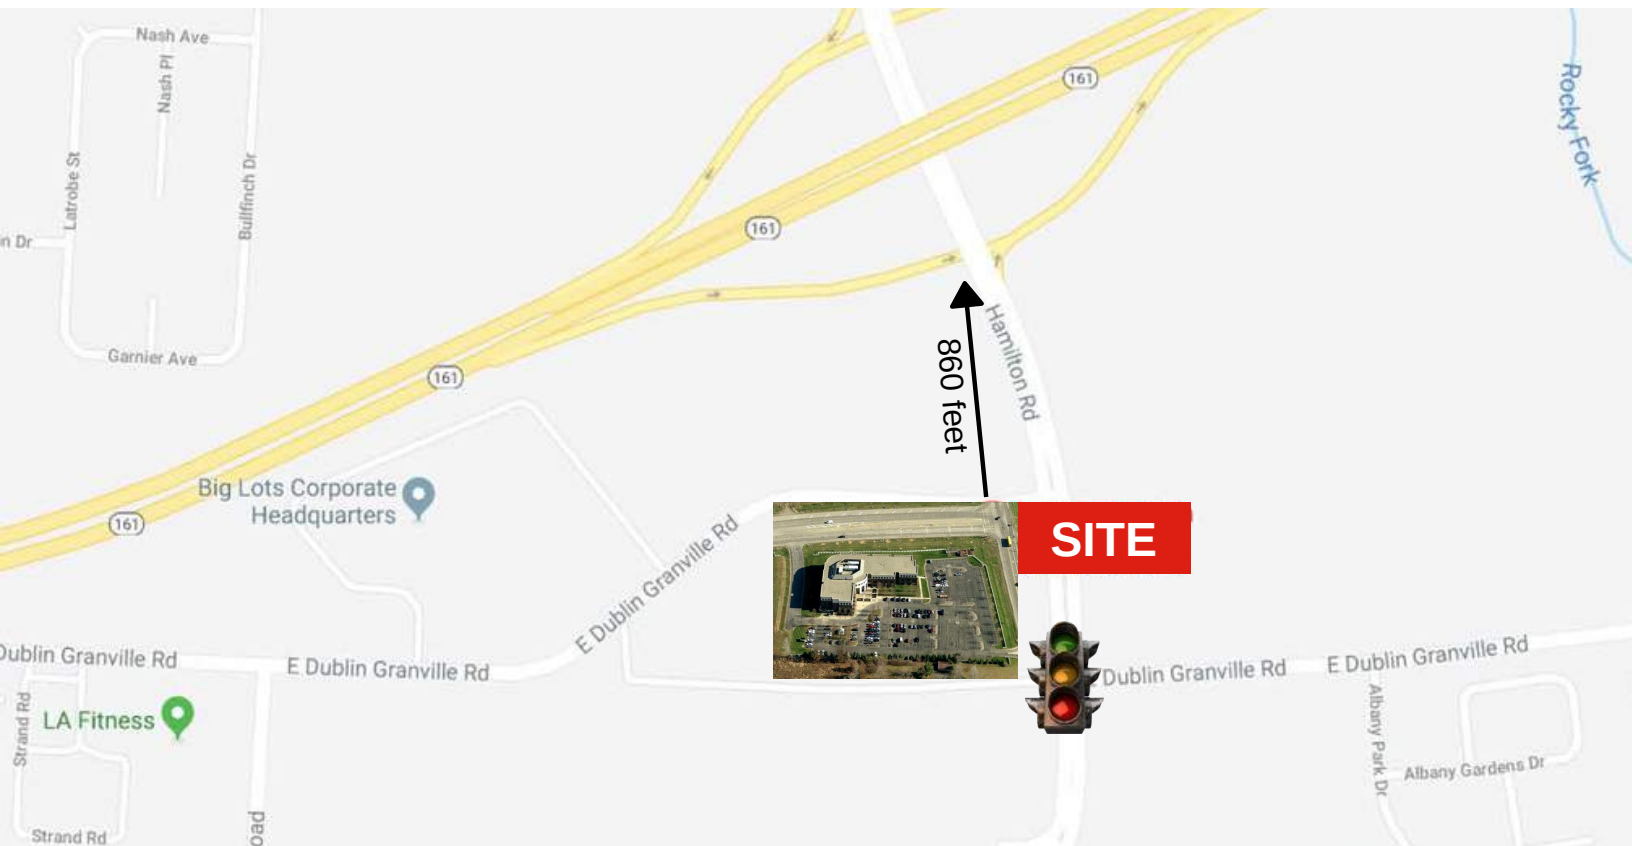 Nash Ave
Nash Pl
161
Rocky Fork
Latrobe St
Bullfinch Dr
161
n Dr
Hamilton Rd
860 feet
Garnier Ave
161
Big Lots Corporate
Headquarters
161
E Dublin Granville Rd
SITE
Dublin Granville Rd
E Dublin Granville Rd
Dublin Granville Rd
E Dublin Granville Rd
LA Fitness
Strand Rd
Albany Park Dr
Albany Gardens Dr
Strand Rd